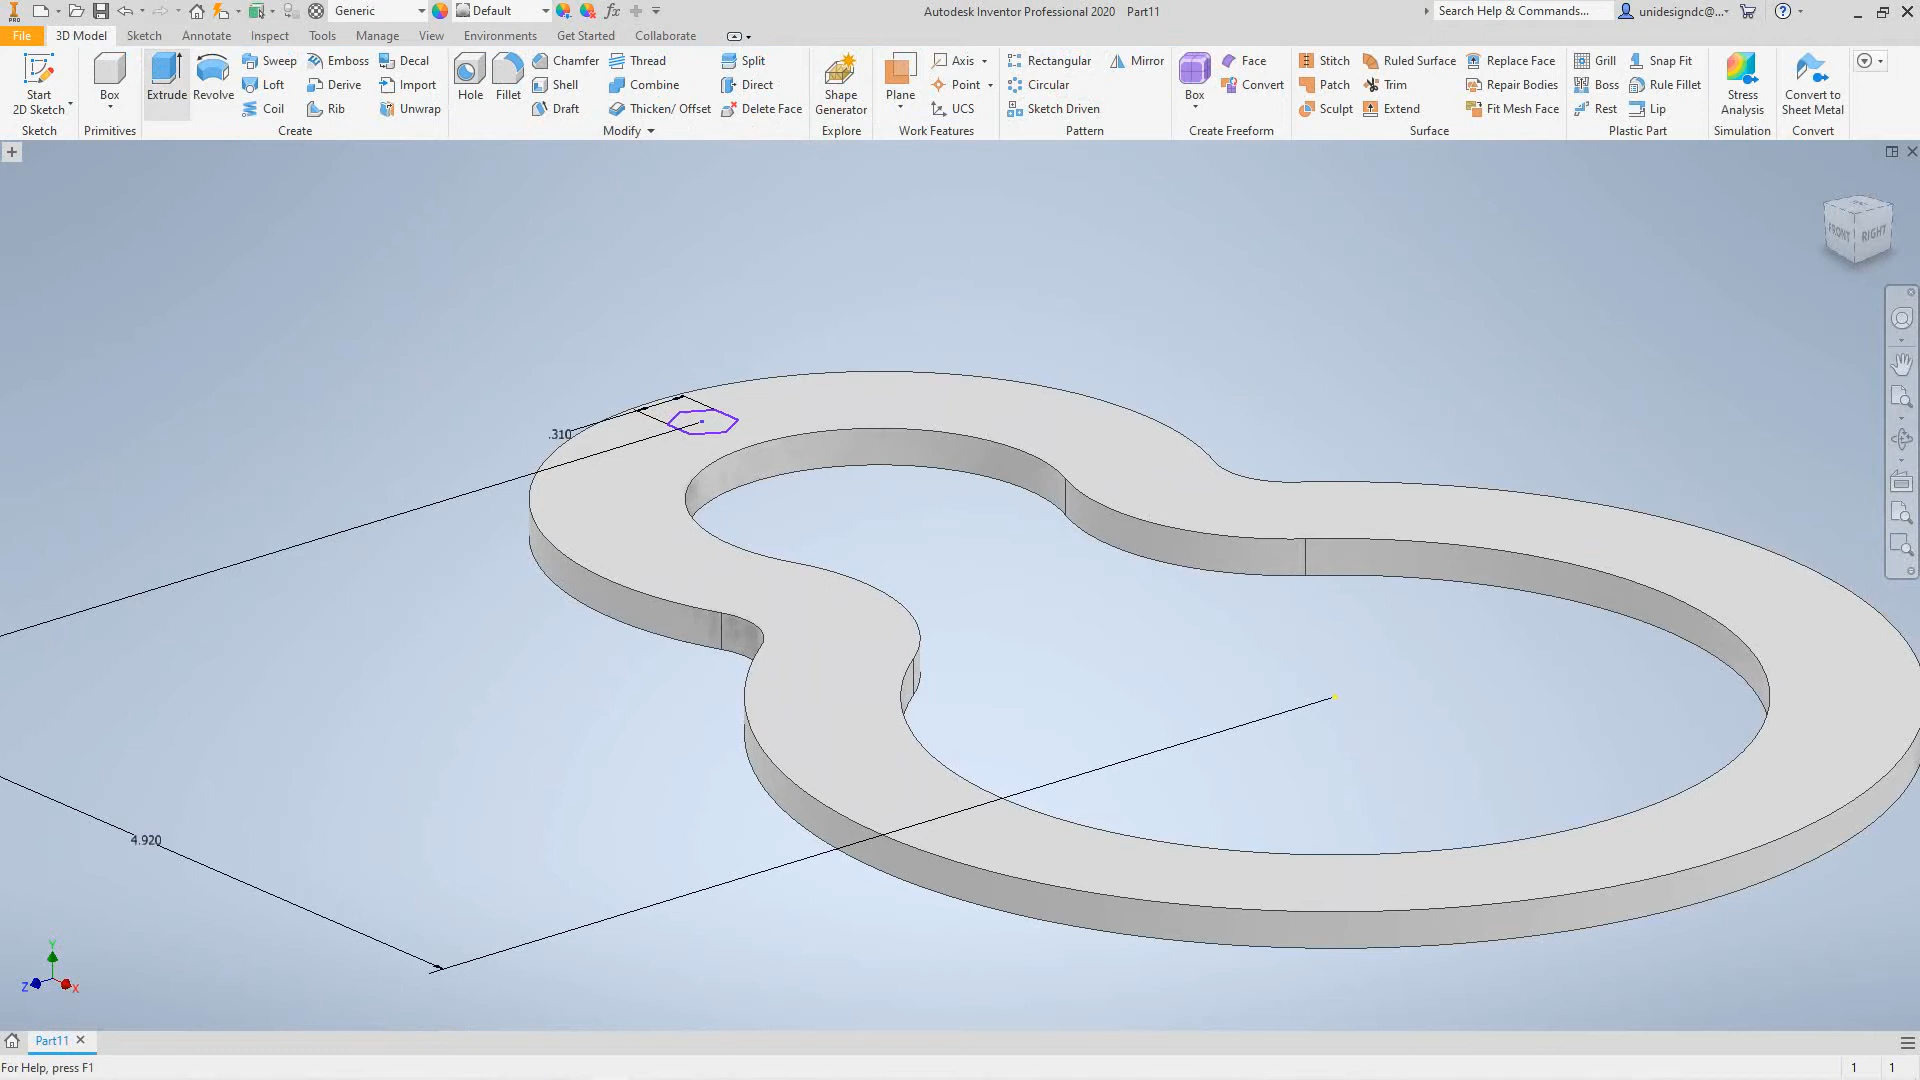 PRO
Generic
Default
fx
Autodesk Inventor Professional 2020 Part11
Search Help & Commands...
unidesigndc@...
File 3D Model Sketch Annotate Inspect Tools Manage View Environments Get Started Collaborate
Start 2D Sketch
Sketch
Box
Primitives
Extrude
Revolve
Sweep
Loft
Coil
Emboss
Derive
Rib
Decal
Import
Unwrap
Create
Hole
Fillet
Chamfer
Shell
Draft
Thread
Combine
Thicken/ Offset
Split
Direct
Delete Face
Modify
Shape Generator
Explore
Plane
Axis
Point
UCS
Work Features
Rectangular
Circular
Sketch Driven
Mirror
Pattern
Box
Face
Convert
Create Freeform
Stitch
Patch
Sculpt
Ruled Surface
Trim
Extend
Replace Face
Repair Bodies
Fit Mesh Face
Surface
Grill
Boss
Rest
Snap Fit
Rule Fillet
Lip
Plastic Part
Stress Analysis
Simulation
Convert to Sheet Metal
Convert
FRONT
RIGHT
.310
4.920
Y
Z
X
Part11
For Help, press F1
1 1